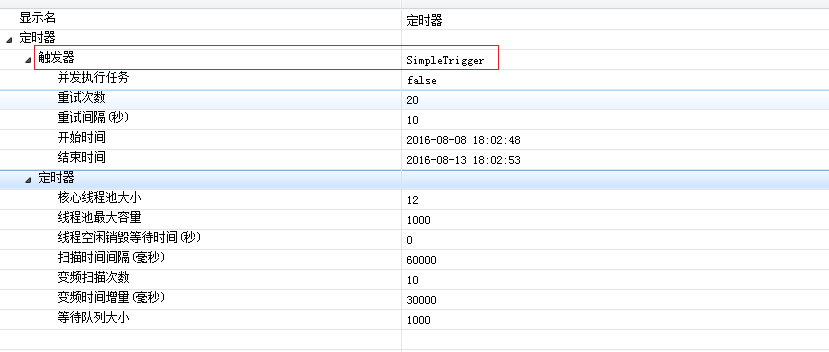 显示名 定时器
定时器
触发器 SimpleTrigger
并发执行任务 false
重试次数 20
重试间隔(秒) 10
开始时间 2016-08-08 18:02:48
结束时间 2016-08-13 18:02:53
定时器
核心线程池大小 12
线程池最大容量 1000
线程空闲销毁等待时间(秒) 0
扫描时间间隔(毫秒) 60000
变频扫描次数 10
变频时间增量(毫秒) 30000
等待队列大小 1000